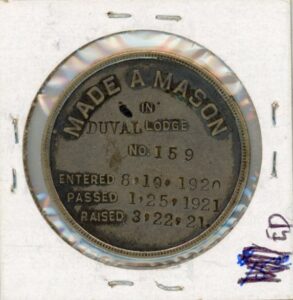 MADE A MASON
IN
DUVAL LODGE
NO. 159
ENTERED 8, 19, 1920
PASSED 1, 25, 1921
RAISED 3, 22, 21.
ED